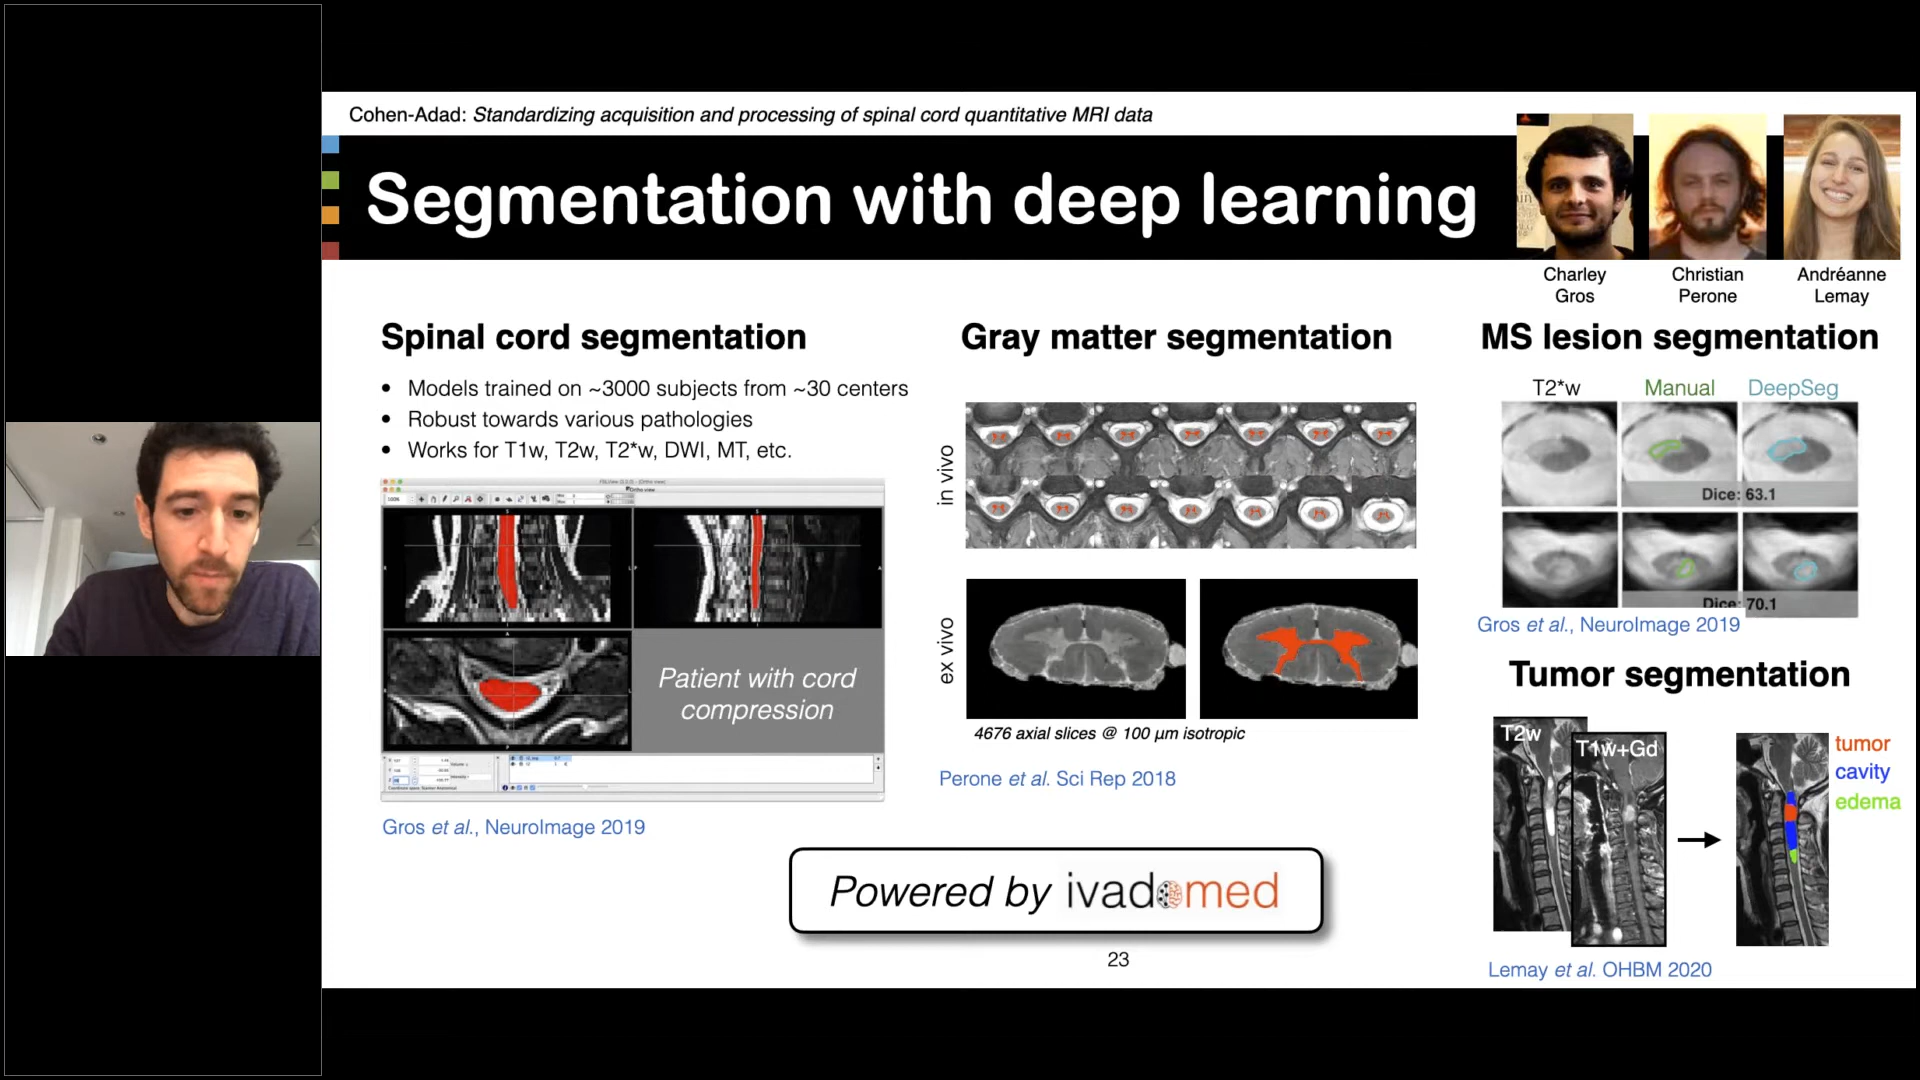 Cohen-Adad: Standardizing acquisition and processing of spinal cord quantitative MRI data
Segmentation with deep learning
Charley
Gros
Christian
Perone
Andréanne
Lemay
Spinal cord segmentation
• Models trained on ~3000 subjects from ~30 centers
• Robust towards various pathologies
• Works for T1w, T2w, T2*w, DWI, MT, etc.
Patient with cord
compression
Gros et al., NeuroImage 2019
Gray matter segmentation
in vivo
ex vivo
4676 axial slices @ 100 µm isotropic
Perone et al. Sci Rep 2018
MS lesion segmentation
T2*w Manual DeepSeg
Dice: 63.1
Dice: 70.1
Gros et al., NeuroImage 2019
Tumor segmentation
T2w
T1w+Gd
tumor
cavity
edema
Lemay et al. OHBM 2020
Powered by ivadomed
23